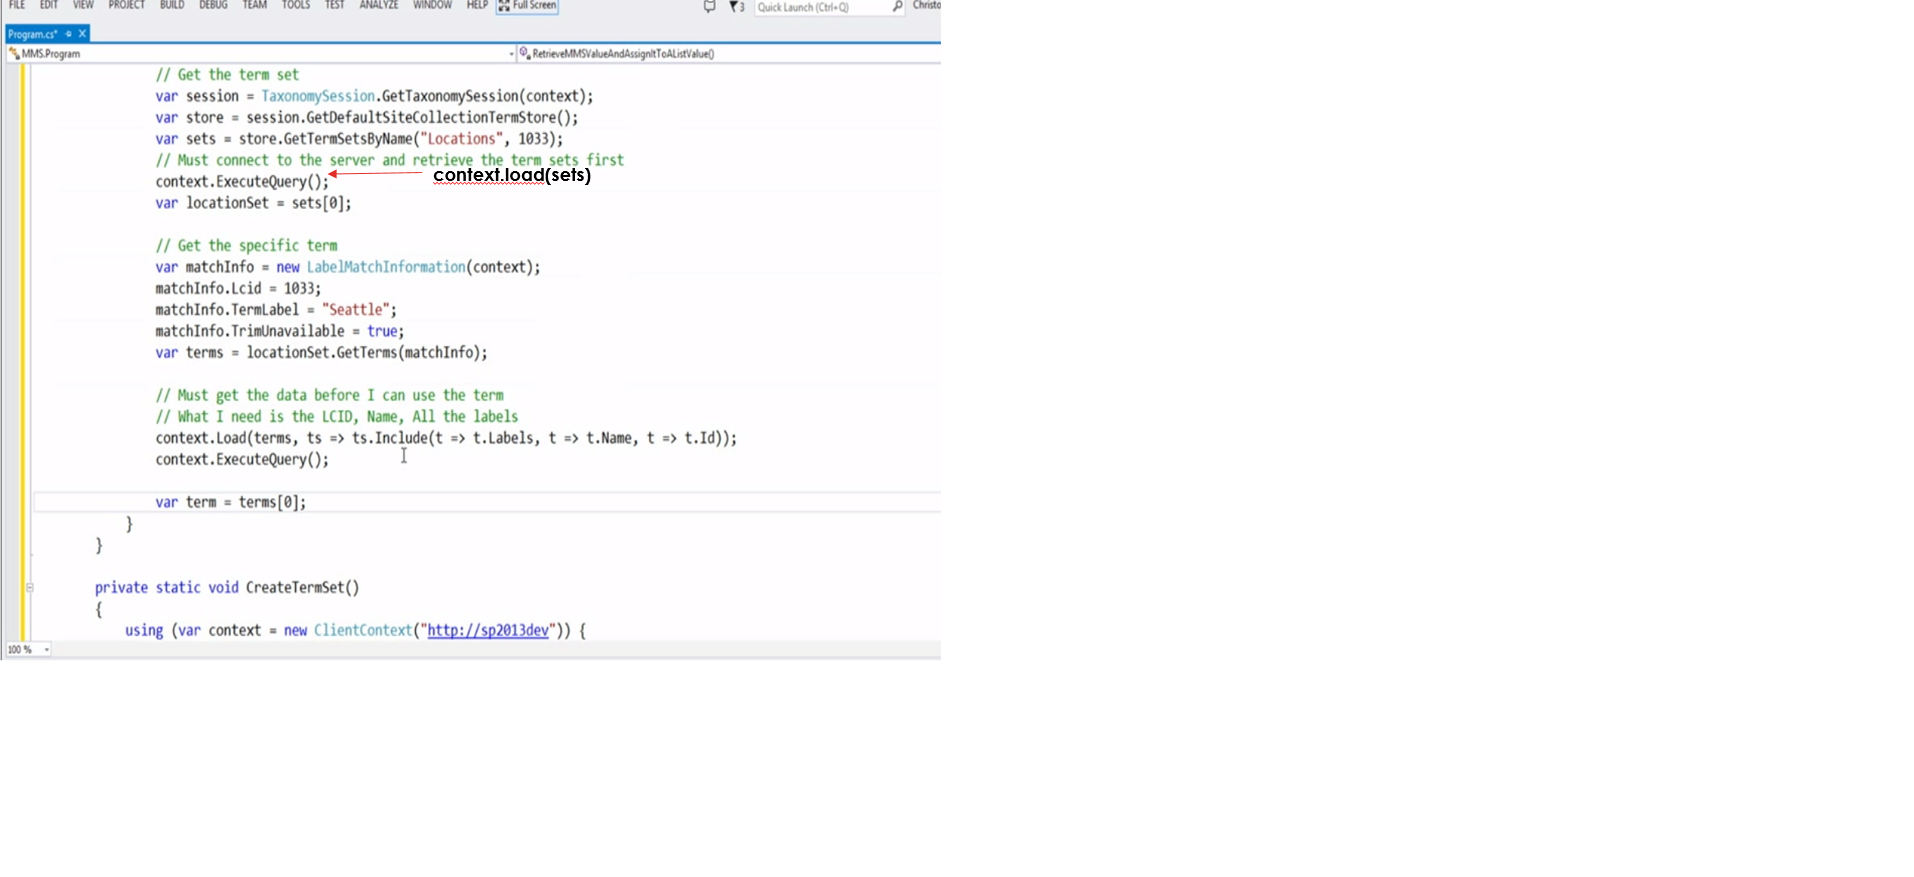 FILE EDIT VIEW PROJECT BUILD DEBUG TEAM TOOLS TEST ANALYZE WINDOW HELP Full Screen 3 Quick Launch (Ctrl+Q) Christo
Program.cs*
MMS.Program RetrieveMMSValueAndAssignItToAListValue()
// Get the term set
var session = TaxonomySession.GetTaxonomySession(context);
var store = session.GetDefaultSiteCollectionTermStore();
var sets = store.GetTermSetsByName("Locations", 1033);
// Must connect to the server and retrieve the term sets first
context.ExecuteQuery(); context.load(sets)
var locationSet = sets[0];
// Get the specific term
var matchInfo = new LabelMatchInformation(context);
matchInfo.Lcid = 1033;
matchInfo.TermLabel = "Seattle";
matchInfo.TrimUnavailable = true;
var terms = locationSet.GetTerms(matchInfo);
// Must get the data before I can use the term
// What I need is the LCID, Name, All the labels
context.Load(terms, ts => ts.Include(t => t.Labels, t => t.Name, t => t.Id));
context.ExecuteQuery();
var term = terms[0];
}
}
private static void CreateTermSet()
{
using (var context = new ClientContext("http://sp2013dev")) {
100 %